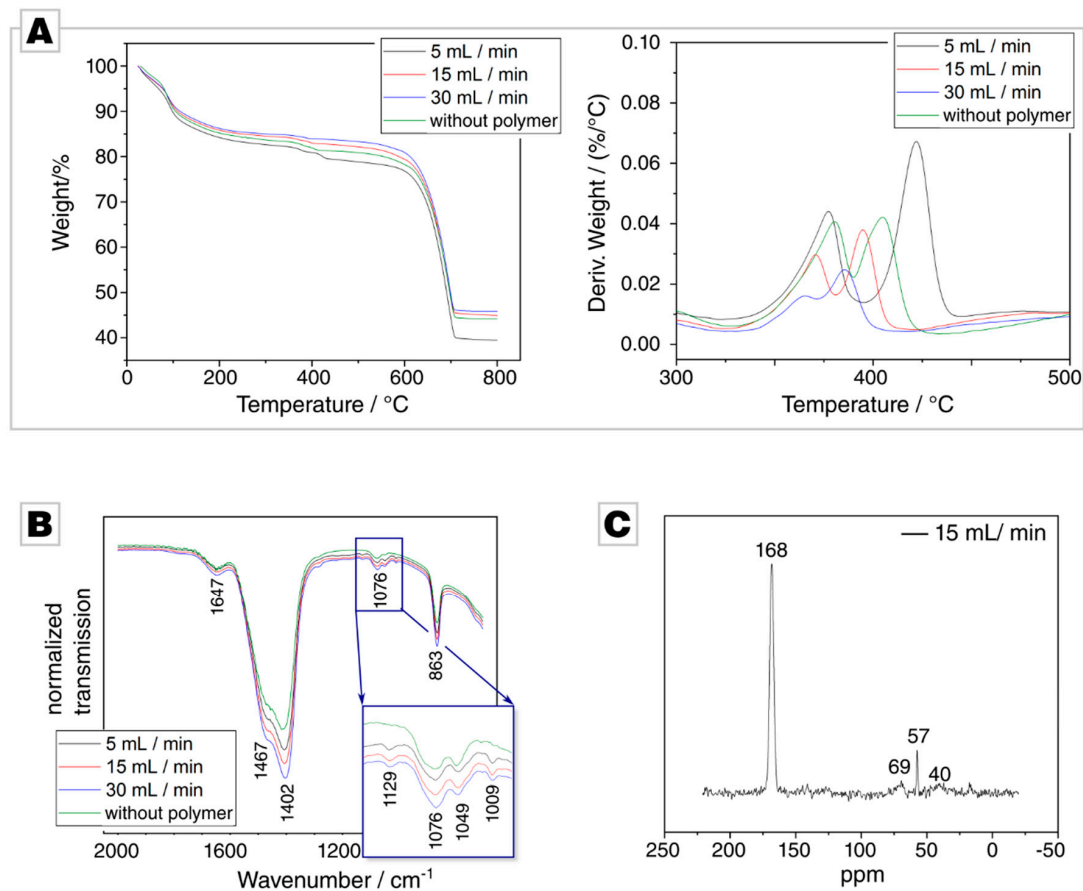 A
5 mL / min
15 mL / min
30 mL / min
without polymer
Weight/%
100
90
80
70
60
50
40
0
200
400
600
800
Temperature / °C
5 mL / min
15 mL / min
30 mL / min
without polymer
Deriv. Weight / (%/°C)
0.10
0.08
0.06
0.04
0.02
0.00
300
400
500
Temperature / °C
B
normalized
transmission
1647
1467
1402
1076
863
1129
1076
1049
1009
5 mL / min
15 mL / min
30 mL / min
without polymer
2000
1600
1200
Wavenumber / cm⁻¹
C
15 mL/ min
168
69
57
40
250
200
150
100
50
0
-50
ppm